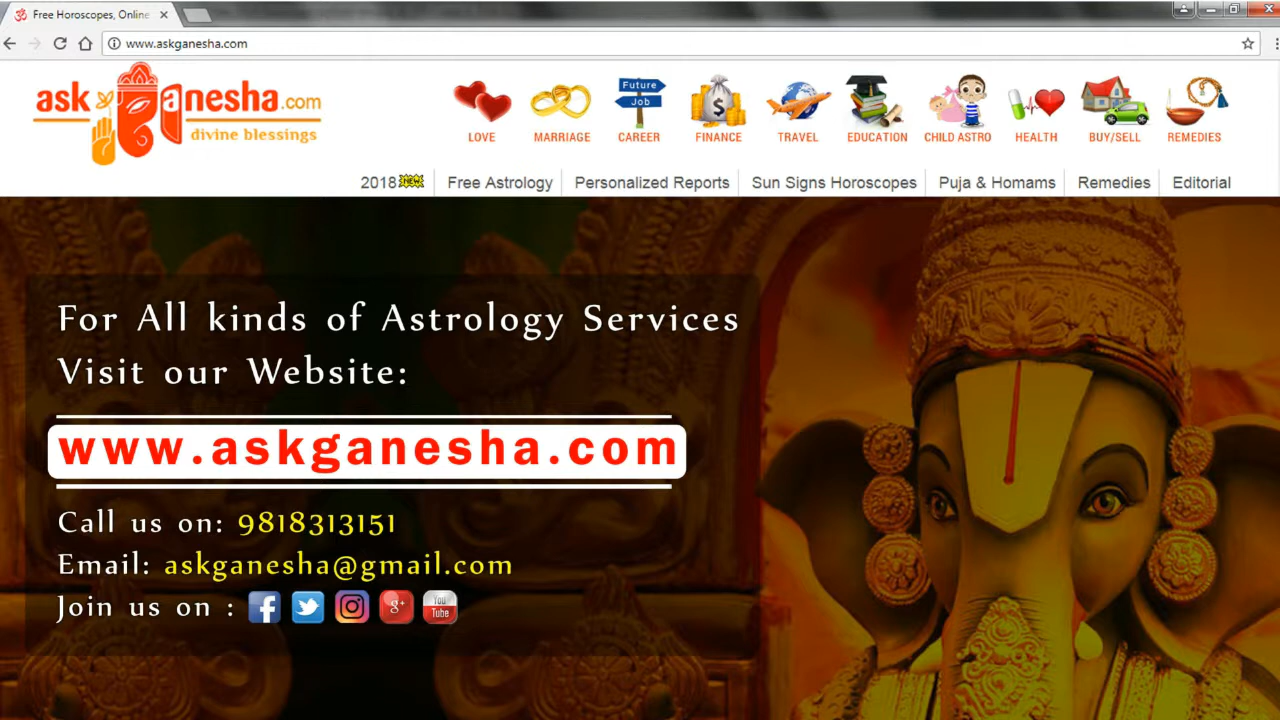 Free Horoscopes, Online
www.askganesha.com
ask ganesha.com
divine blessings
Future
Job
$
LOVE MARRIAGE CAREER FINANCE TRAVEL EDUCATION CHILD ASTRO HEALTH BUY/SELL REMEDIES
2018 NEW Free Astrology Personalized Reports Sun Signs Horoscopes Puja & Homams Remedies Editorial
For All kinds of Astrology Services
Visit our Website:
www.askganesha.com
Call us on: 9818313151
Email: askganesha@gmail.com
Join us on : f g+ You Tube